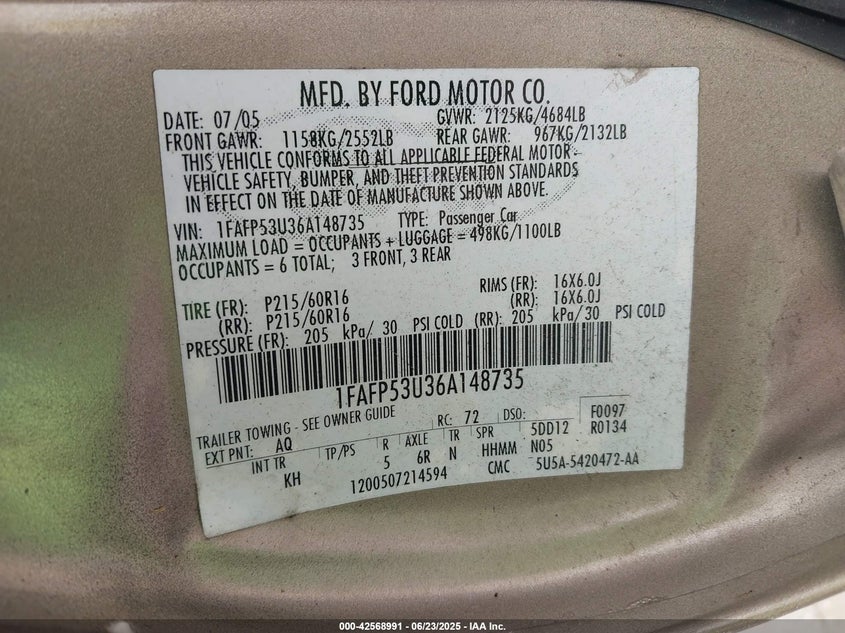 MFD. BY FORD MOTOR CO.
DATE: 07/05 GVWR: 2125KG/4684LB
FRONT GAWR: 1158KG/2552LB REAR GAWR: 967KG/2132LB
THIS VEHICLE CONFORMS TO ALL APPLICABLE FEDERAL MOTOR
VEHICLE SAFETY, BUMPER, AND THEFT PREVENTION STANDARDS
IN EFFECT ON THE DATE OF MANUFACTURE SHOWN ABOVE.
VIN: 1FAFP53U36A148735 TYPE: Passenger Car
MAXIMUM LOAD = OCCUPANTS + LUGGAGE = 498KG/1100LB
OCCUPANTS = 6 TOTAL; 3 FRONT, 3 REAR
TIRE (FR): P215/60R16 RIMS (FR): 16X6.0J
(RR): P215/60R16 (RR): 16X6.0J
PRESSURE (FR): 205 kPa/ 30 PSI COLD (RR): 205 kPa/ 30 PSI COLD
1FAFP53U36A148735
TRAILER TOWING - SEE OWNER GUIDE RC: 72 DSO: F0097
EXT PNT: AQ R0134
INT TR TP/PS R AXLE TR SPR 5DD12
KH 5 6R N HHMM N05
1200507214594 CMC 5U5A-5420472-AA
000-42568991 - 06/23/2025 - IAA Inc.